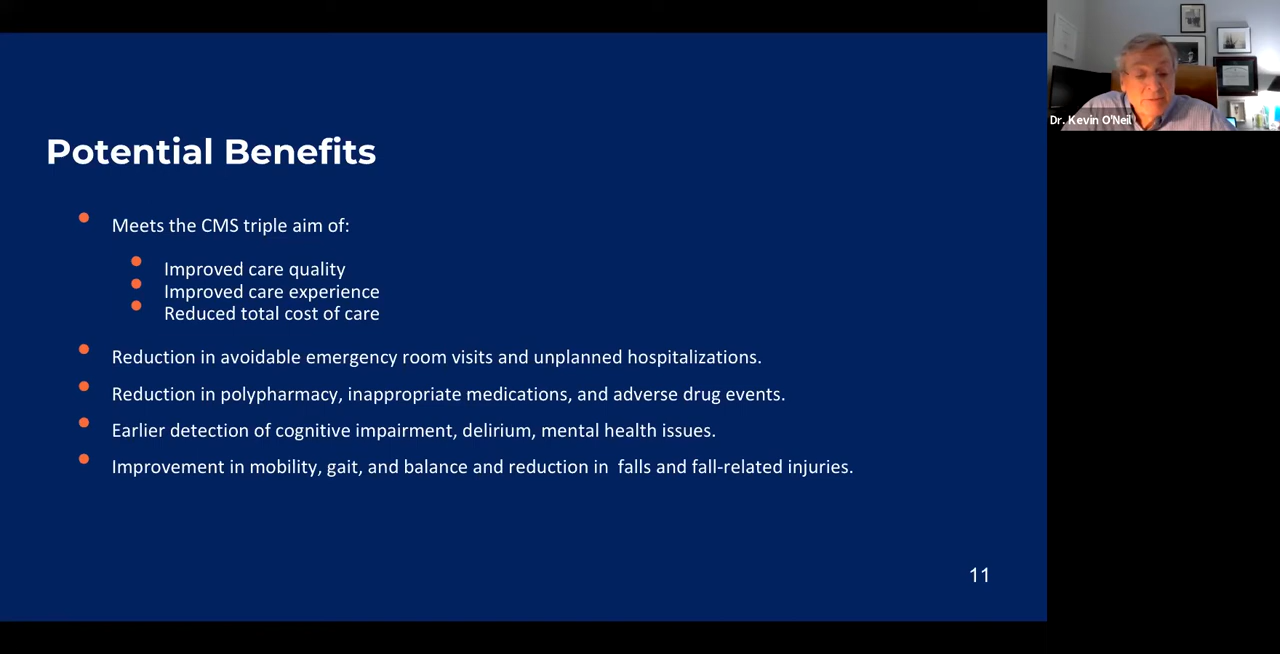 Potential Benefits
Meets the CMS triple aim of:
Improved care quality
Improved care experience
Reduced total cost of care
Reduction in avoidable emergency room visits and unplanned hospitalizations.
Reduction in polypharmacy, inappropriate medications, and adverse drug events.
Earlier detection of cognitive impairment, delirium, mental health issues.
Improvement in mobility, gait, and balance and reduction in  falls and fall-related injuries.
11
Dr. Kevin O'Neil